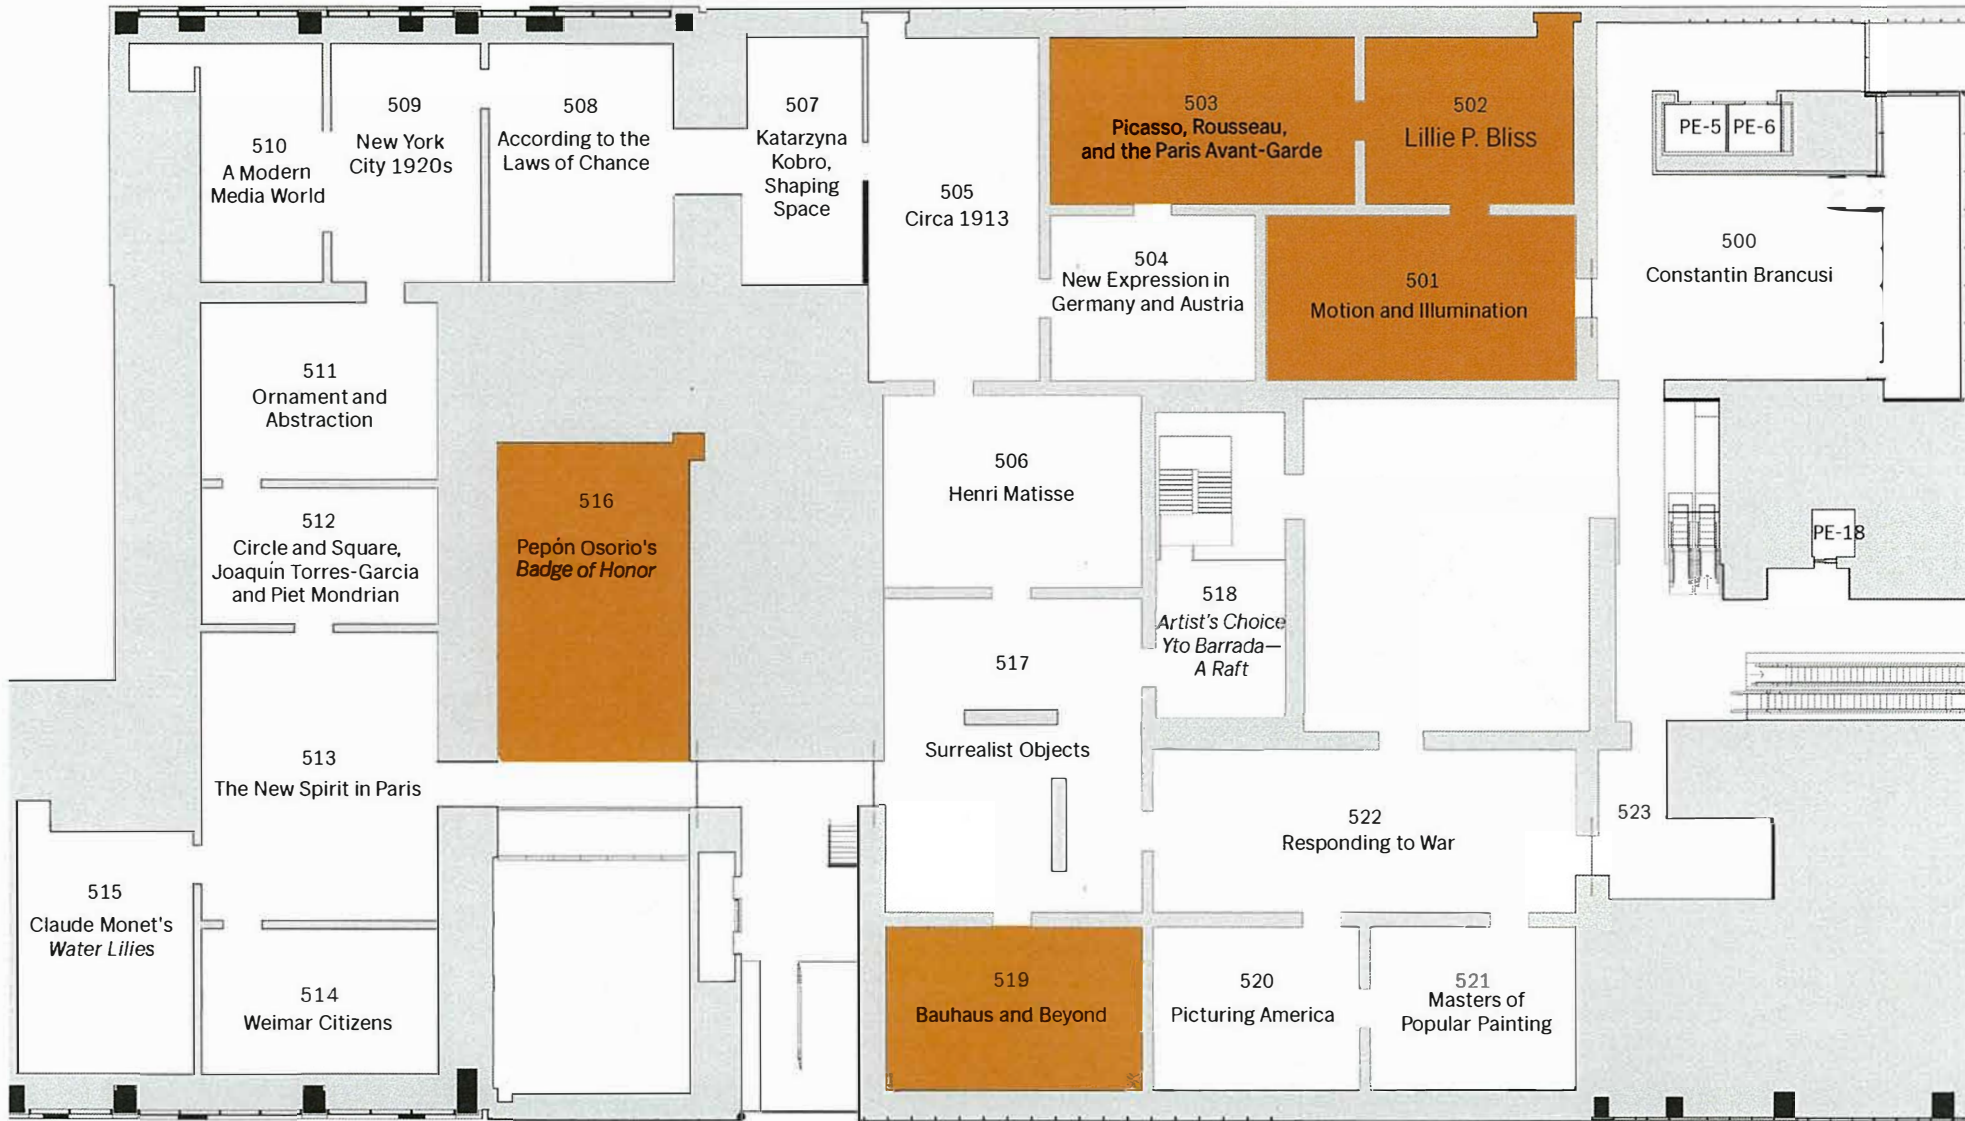 510
A Modern
Media World
509
New York
City 1920s
508
According to the
Laws of Chance
507
Katarzyna
Kobro,
Shaping
Space
505
Circa 1913
503
Picasso, Rousseau,
and the Paris Avant-Garde
502
Lillie P. Bliss
PE-5
PE-6
504
New Expression in
Germany and Austria
501
Motion and Illumination
500
Constantin Brancusi
511
Ornament and
Abstraction
516
Pepón Osorio's
Badge of Honor
506
Henri Matisse
512
Circle and Square,
Joaquín Torres-Garcia
and Piet Mondrian
518
Artist's Choice
Yto Barrada—
A Raft
PE-18
517
Surrealist Objects
513
The New Spirit in Paris
522
Responding to War
523
515
Claude Monet's
Water Lilies
514
Weimar Citizens
519
Bauhaus and Beyond
520
Picturing America
521
Masters of
Popular Painting